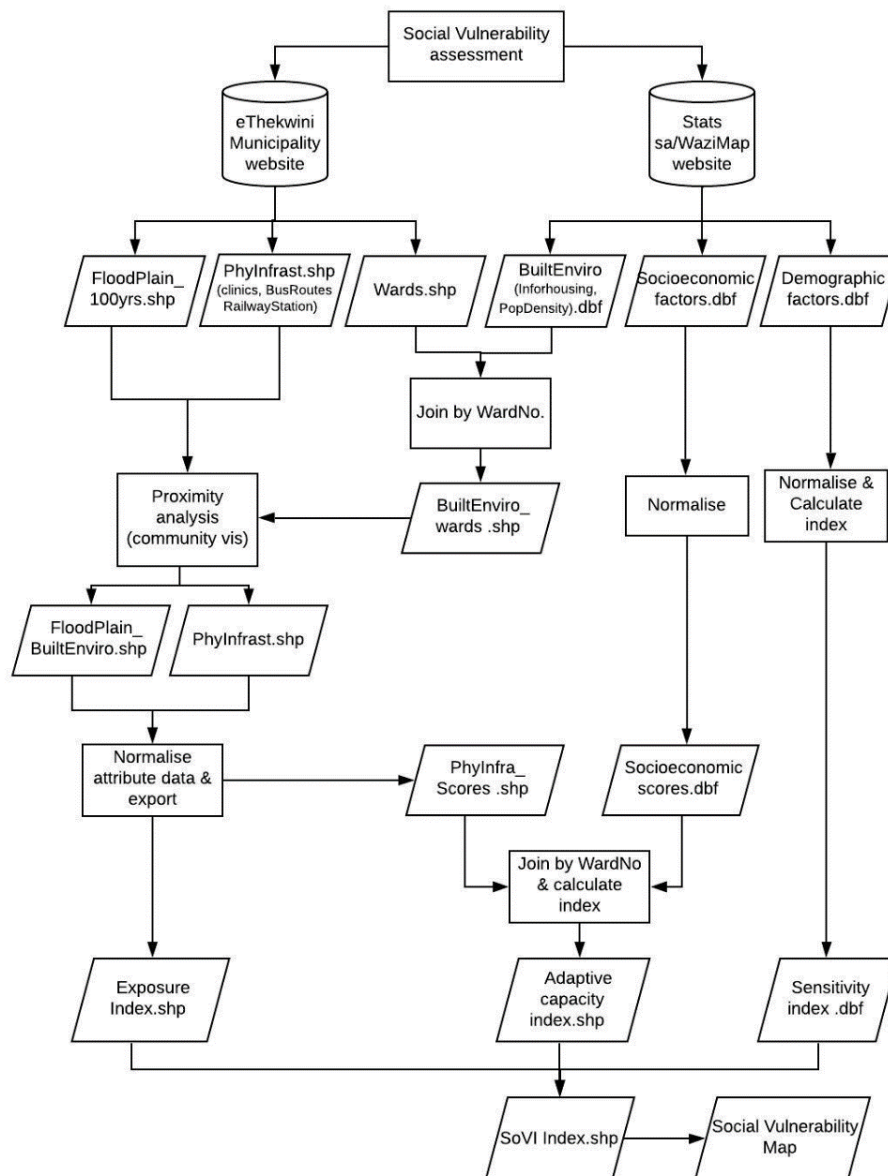 Social Vulnerability
assessment
eThekwini
Municipality
website
Stats
sa/WaziMap
website
FloodPlain_
100yrs.shp
PhyInfrast.shp
(clinics, BusRoutes
RailwayStation)
Wards.shp
BuiltEnviro
(Inforhousing,
PopDensity).dbf
Socioeconomic
factors.dbf
Demographic
factors.dbf
Join by WardNo.
Proximity
analysis
(community vis)
BuiltEnviro_
wards .shp
Normalise
Normalise &
Calculate
index
FloodPlain_
BuiltEnviro.shp
PhyInfrast.shp
Normalise
attribute data &
export
PhyInfra_
Scores .shp
Socioeconomic
scores.dbf
Join by WardNo
& calculate
index
Exposure
Index.shp
Adaptive
capacity
index.shp
Sensitivity
index .dbf
SoVI Index.shp
Social Vulnerability
Map